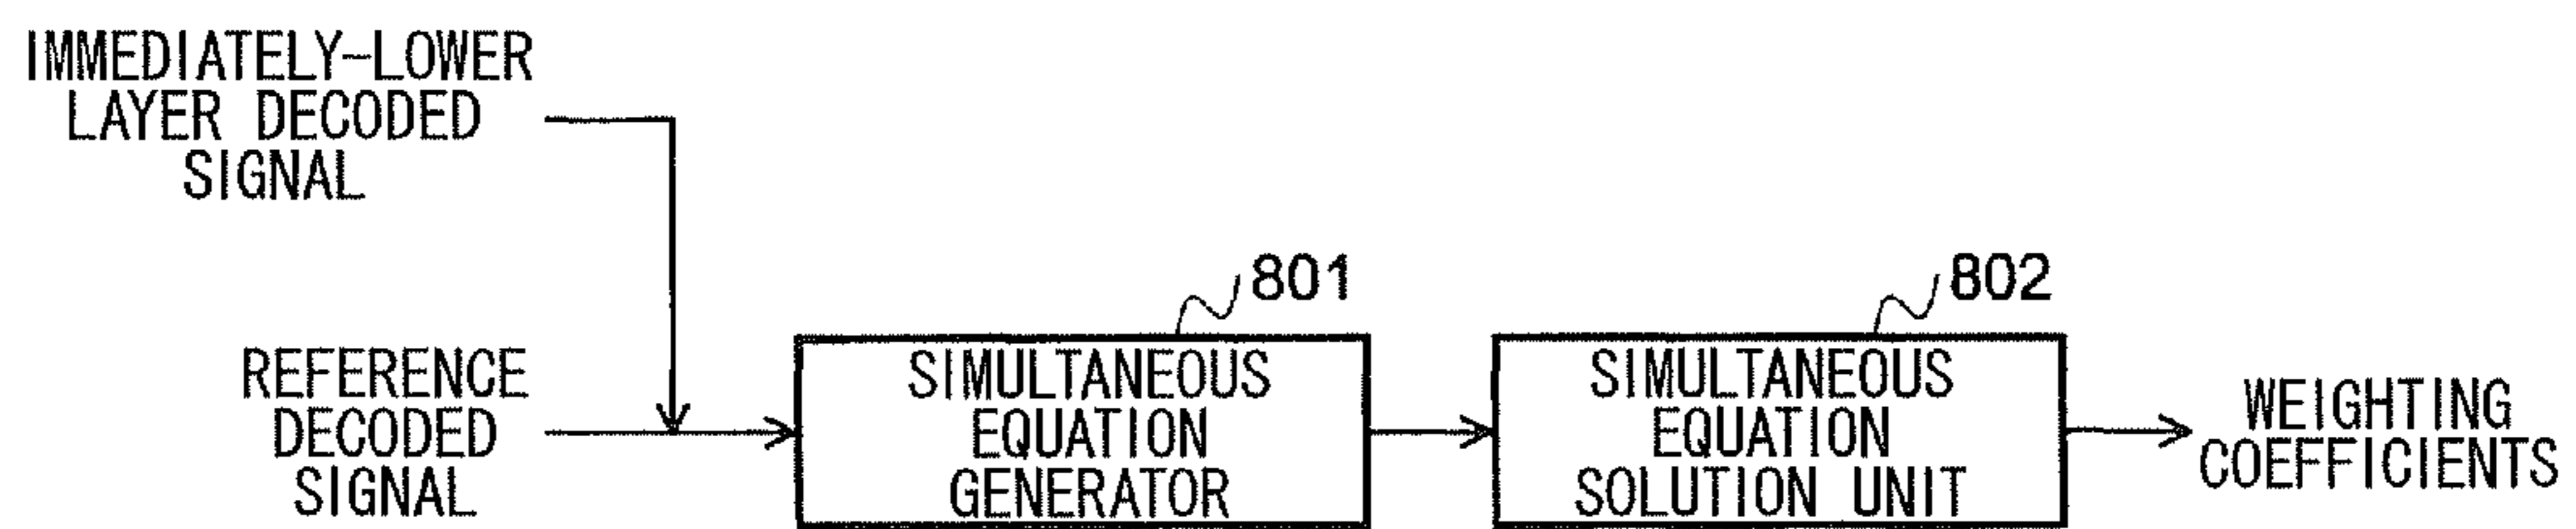 IMMEDIATELY-LOWER
LAYER DECODED
SIGNAL
REFERENCE
DECODED
SIGNAL
801
SIMULTANEOUS
EQUATION
GENERATOR
802
SIMULTANEOUS
EQUATION
SOLUTION UNIT
WEIGHTING
COEFFICIENTS